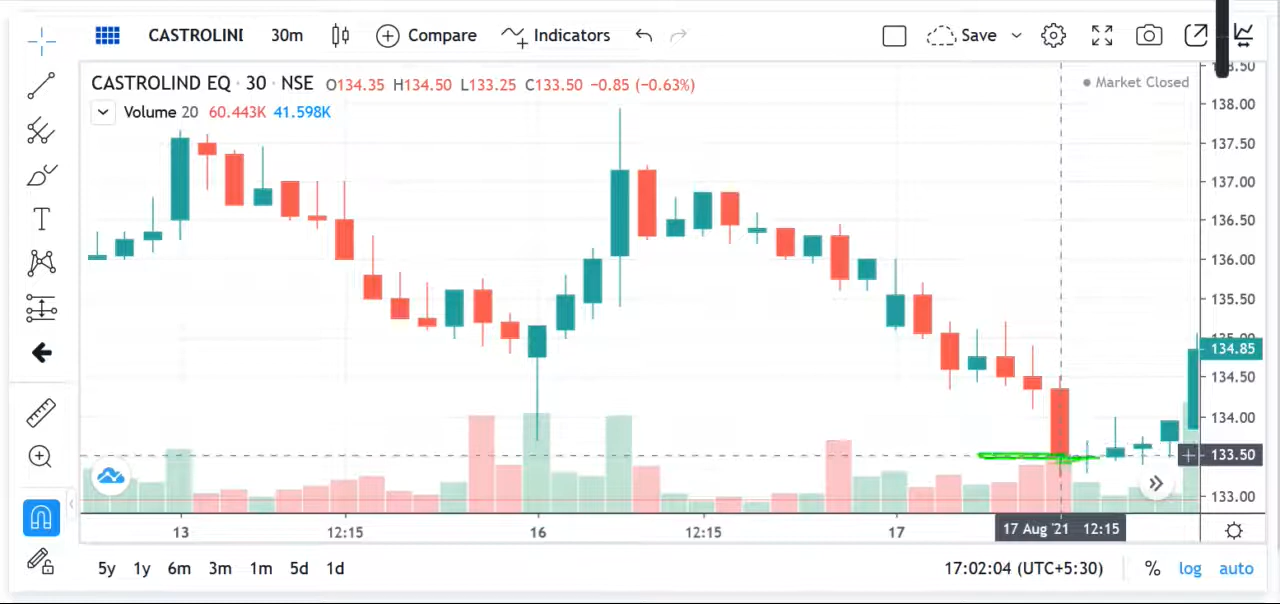 CASTROLINI 30m Compare Indicators Save
CASTROLIND EQ · 30 · NSE O134.35 H134.50 L133.25 C133.50 −0.85 (−0.63%) Market Closed
Volume 20 60.443K 41.598K
138.00
137.50
137.00
136.50
136.00
135.50
134.85
134.50
134.00
133.50
133.00
13 12:15 16 12:15 17 17 Aug '21 12:15
5y 1y 6m 3m 1m 5d 1d 17:02:04 (UTC+5:30) % log auto